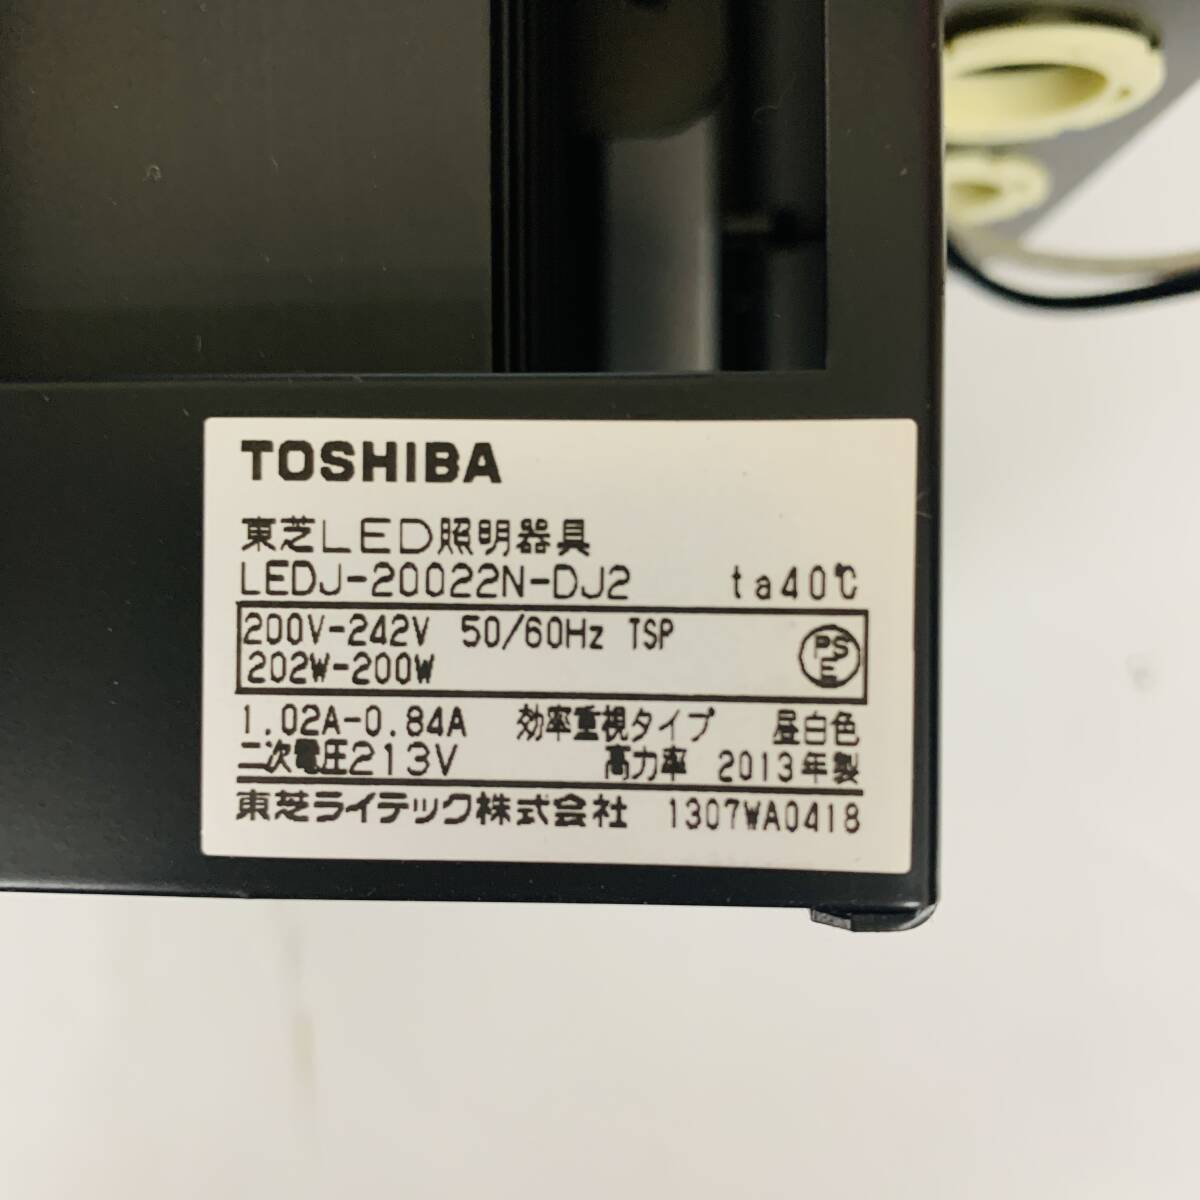 TOSHIBA
東芝LED照明器具
LEDJ-20022N-DJ2 ta40℃
200V-242V 50/60Hz TSP
202W-200W
PSE
1.02A-0.84A 効率重視タイプ 昼白色
二次電圧213V 高力率 2013年製
東芝ライテック株式会社 1307WA0418